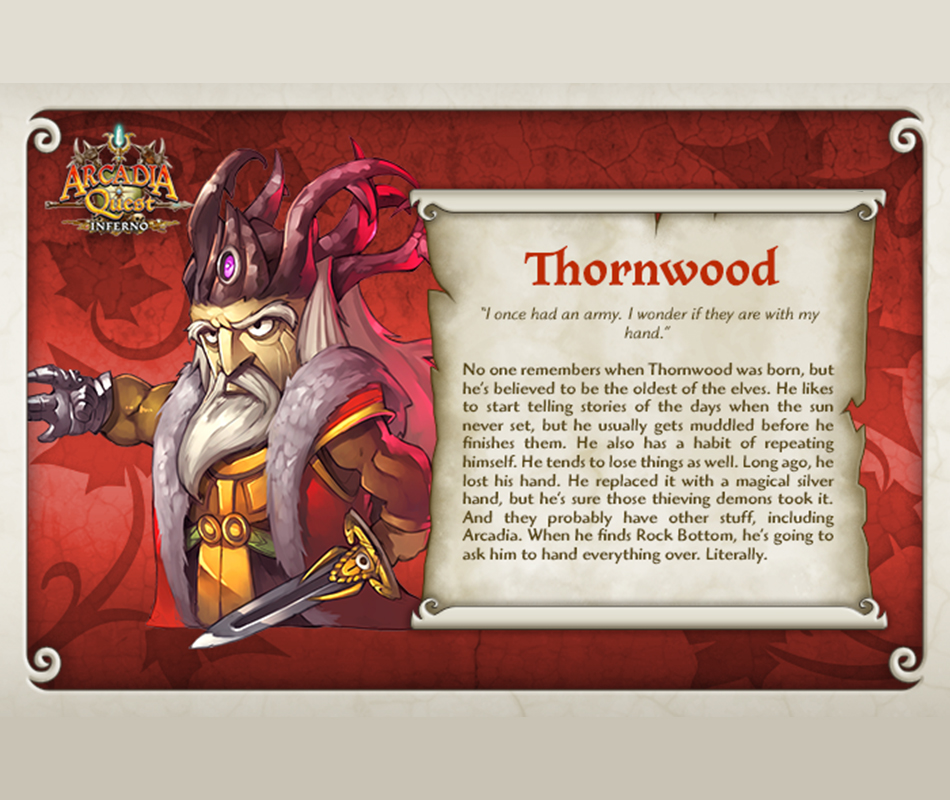 ARCADIA
Quest
INFERNO
Thornwood
"I once had an army. I wonder if they are with my
hand."
No one remembers when Thornwood was born, but
he's believed to be the oldest of the elves. He likes
to start telling stories of the days when the sun
never set, but he usually gets muddled before he
finishes them. He also has a habit of repeating
himself. He tends to lose things as well. Long ago, he
lost his hand. He replaced it with a magical silver
hand, but he's sure those thieving demons took it.
And they probably have other stuff, including
Arcadia. When he finds Rock Bottom, he's going to
ask him to hand everything over. Literally.